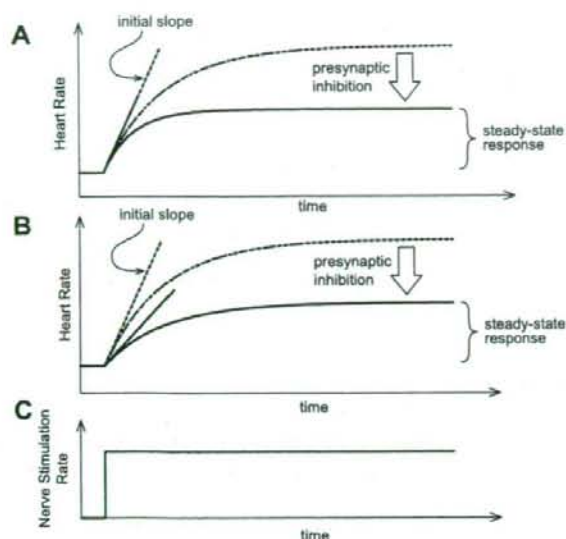 A
initial slope
Heart Rate
presynaptic
inhibition
steady-state
response
time
B
initial slope
Heart Rate
presynaptic
inhibition
steady-state
response
time
C
Nerve Stimulation
Rate
time